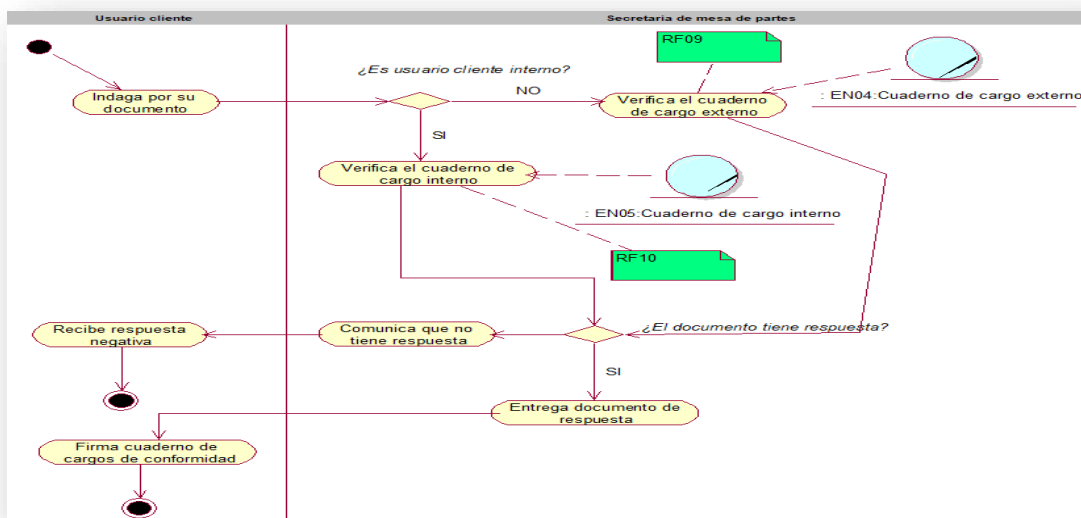 Usuario cliente
Secretaria de mesa de partes
RF09
¿Es usuario cliente interno?
Indaga por su
documento
NO
Verifica el cuaderno
de cargo externo
: EN04:Cuaderno de cargo externo
SI
Verifica el cuaderno de
cargo interno
: EN05:Cuaderno de cargo interno
RF10
Recibe respuesta
negativa
Comunica que no
tiene respuesta
¿El documento tiene respuesta?
SI
Entrega documento de
respuesta
Firma cuaderno de
cargos de conformidad